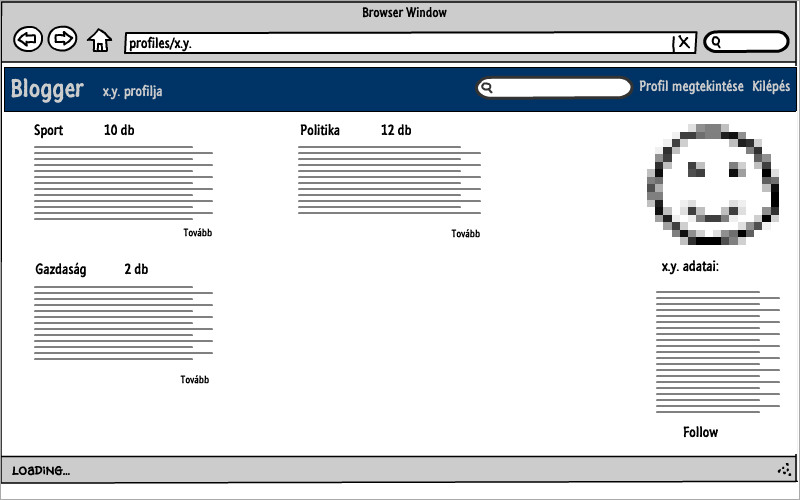 Browser Window
profiles/x.y.
Blogger x.y. profilja Profil megtekintése Kilépés
Sport 10 db
Politika 12 db
Tovább
Tovább
x.y. adatai:
Gazdaság 2 db
Tovább
Follow
LOADING...